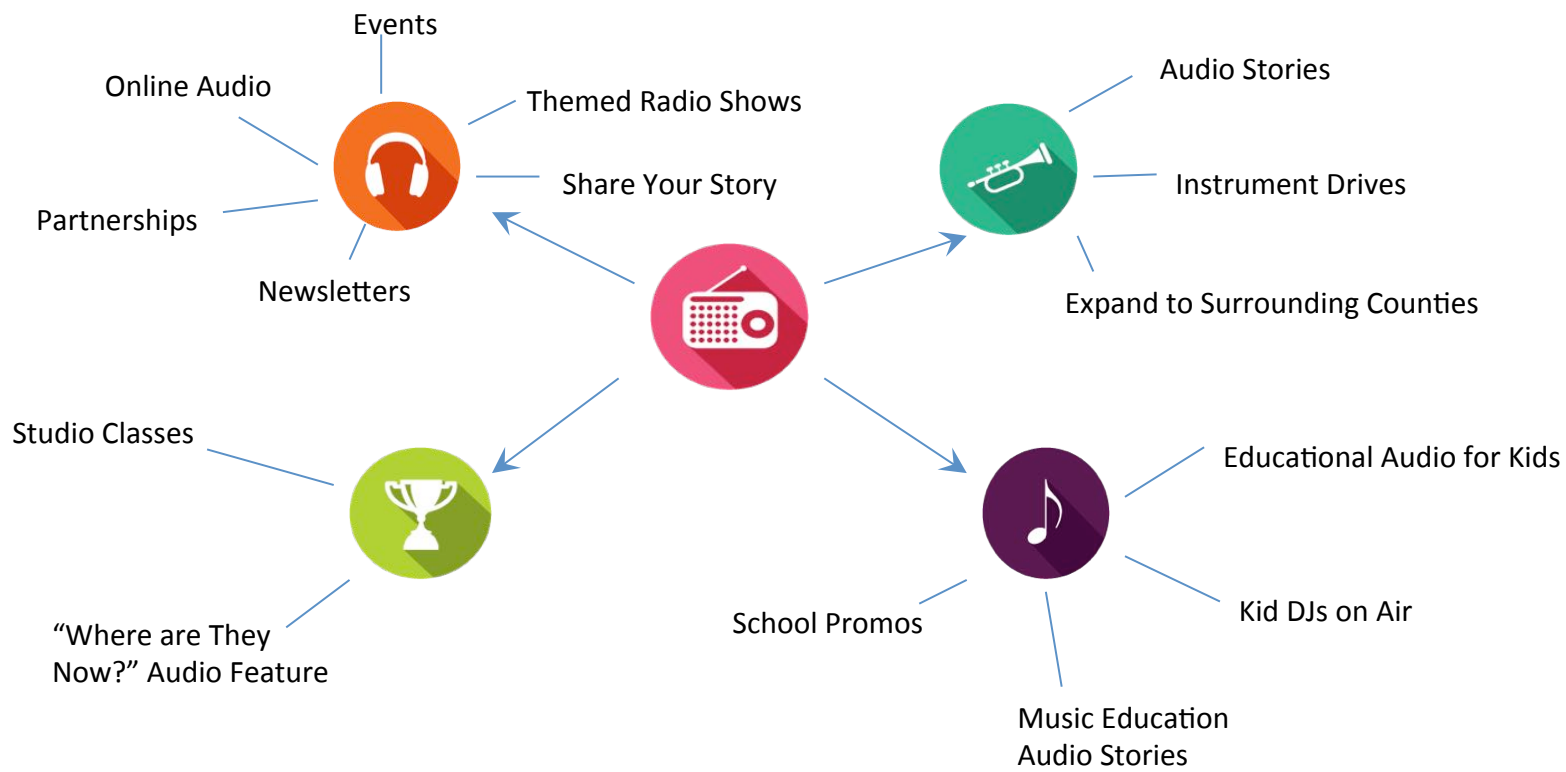 Events
Online Audio
Themed Radio Shows
Share Your Story
Partnerships
Newsletters
Audio Stories
Instrument Drives
Expand to Surrounding Counties
Studio Classes
“Where are They
Now?” Audio Feature
Educational Audio for Kids
School Promos
Kid DJs on Air
Music Education
Audio Stories